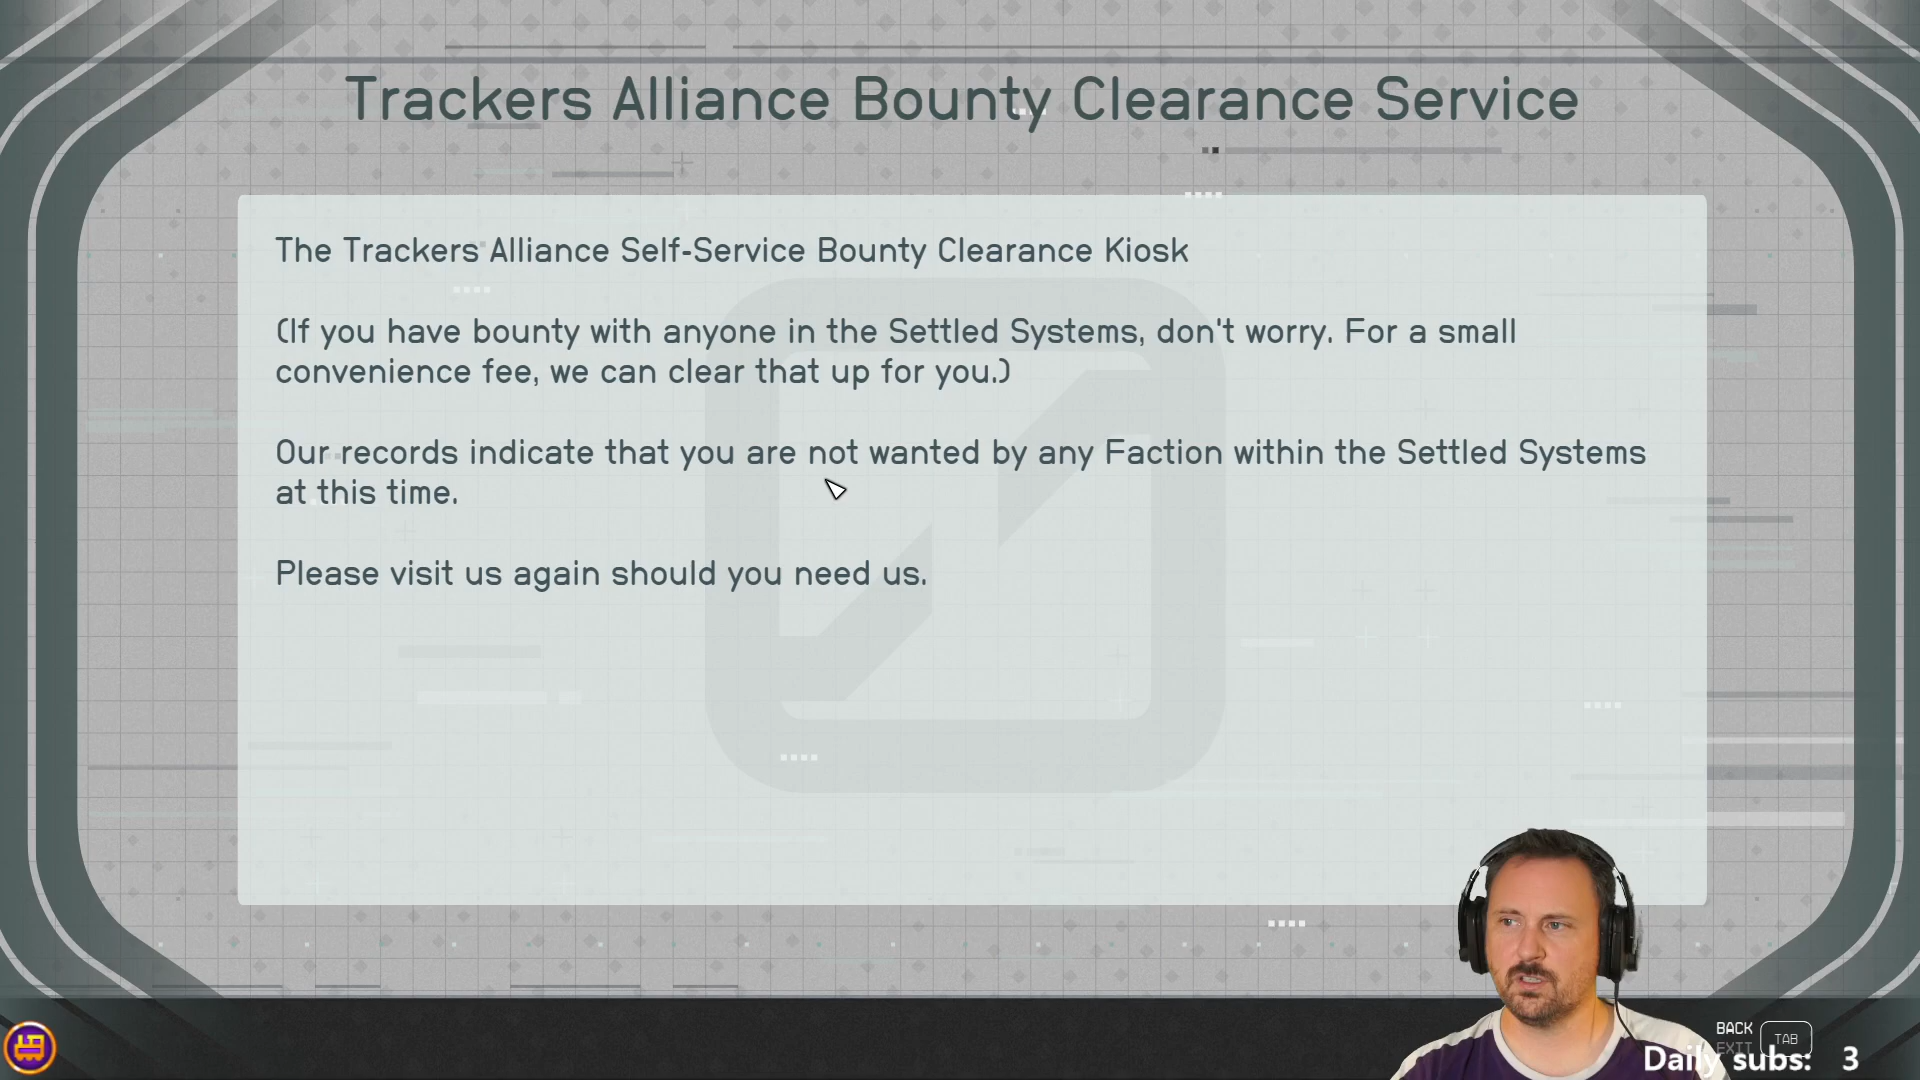 Trackers Alliance Bounty Clearance Service
The Trackers Alliance Self-Service Bounty Clearance Kiosk
(If you have bounty with anyone in the Settled Systems, don't worry. For a small
convenience fee, we can clear that up for you.)
Our records indicate that you are not wanted by any Faction within the Settled Systems
at this time.
Please visit us again should you need us.
BACK
EXIT
TAB
Daily subs: 3